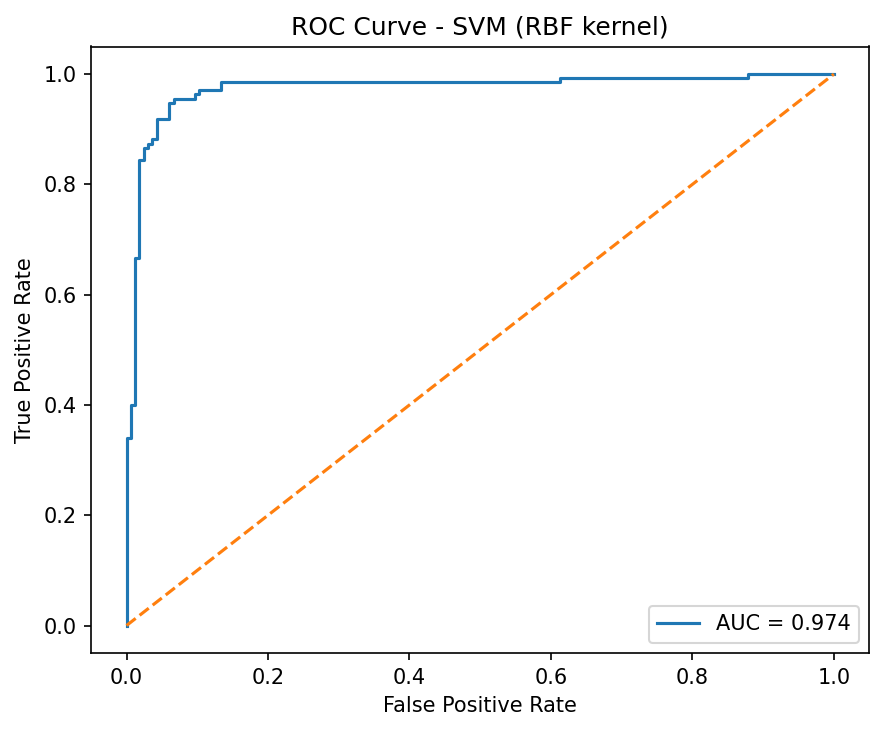 ROC Curve - SVM (RBF kernel)
True Positive Rate
1.0
0.8
0.6
0.4
0.2
0.0
0.0 0.2 0.4 0.6 0.8 1.0
False Positive Rate
AUC = 0.974